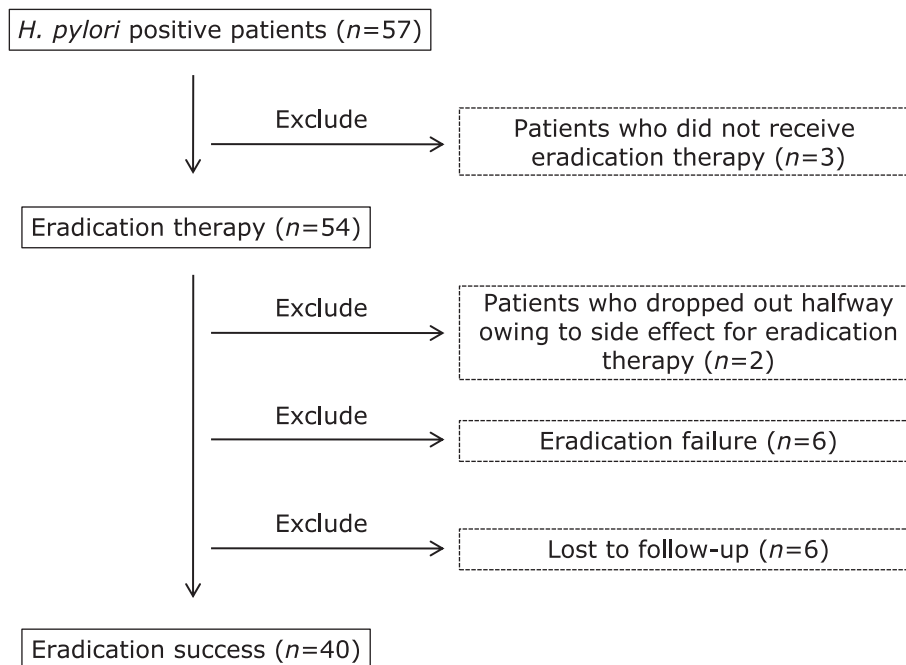 H. pylori positive patients (n=57)
Exclude
Patients who did not receive
eradication therapy (n=3)
Eradication therapy (n=54)
Exclude
Patients who dropped out halfway
owing to side effect for eradication
therapy (n=2)
Exclude
Eradication failure (n=6)
Exclude
Lost to follow-up (n=6)
Eradication success (n=40)